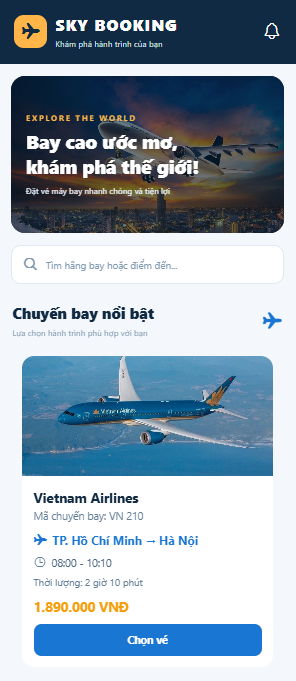 SKY BOOKING
Khám phá hành trình của bạn
EXPLORE THE WORLD
Bay cao ước mơ,
khám phá thế giới!
Đặt vé máy bay nhanh chóng và tiện lợi
Tìm hãng bay hoặc điểm đến...
Chuyến bay nổi bật
Lựa chọn hành trình phù hợp với bạn
Vietnam Airlines
Vietnam Airlines
Mã chuyến bay: VN 210
TP. Hồ Chí Minh → Hà Nội
08:00 - 10:10
Thời lượng: 2 giờ 10 phút
1.890.000 VNĐ
Chọn vé